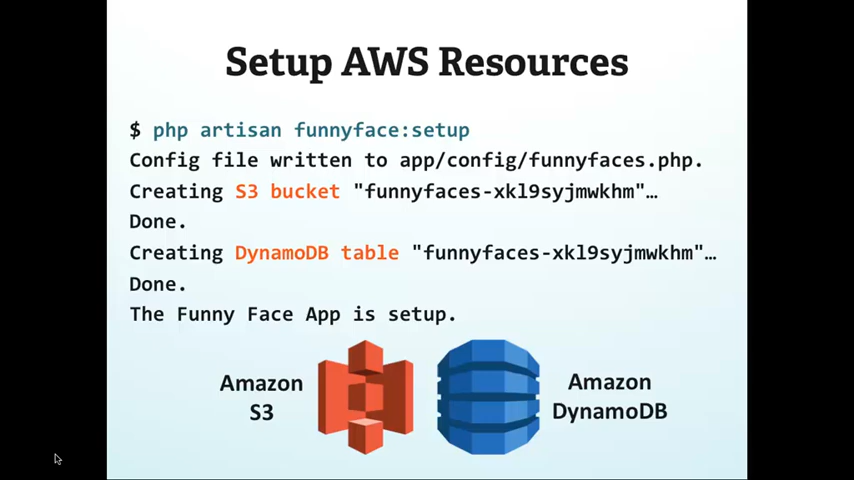 Setup AWS Resources
$ php artisan funnyface:setup
Config file written to app/config/funnyfaces.php.
Creating S3 bucket "funnyfaces-xkl9syjmwkhm"…
Done.
Creating DynamoDB table "funnyfaces-xkl9syjmwkhm"…
Done.
The Funny Face App is setup.
Amazon
S3
Amazon
DynamoDB